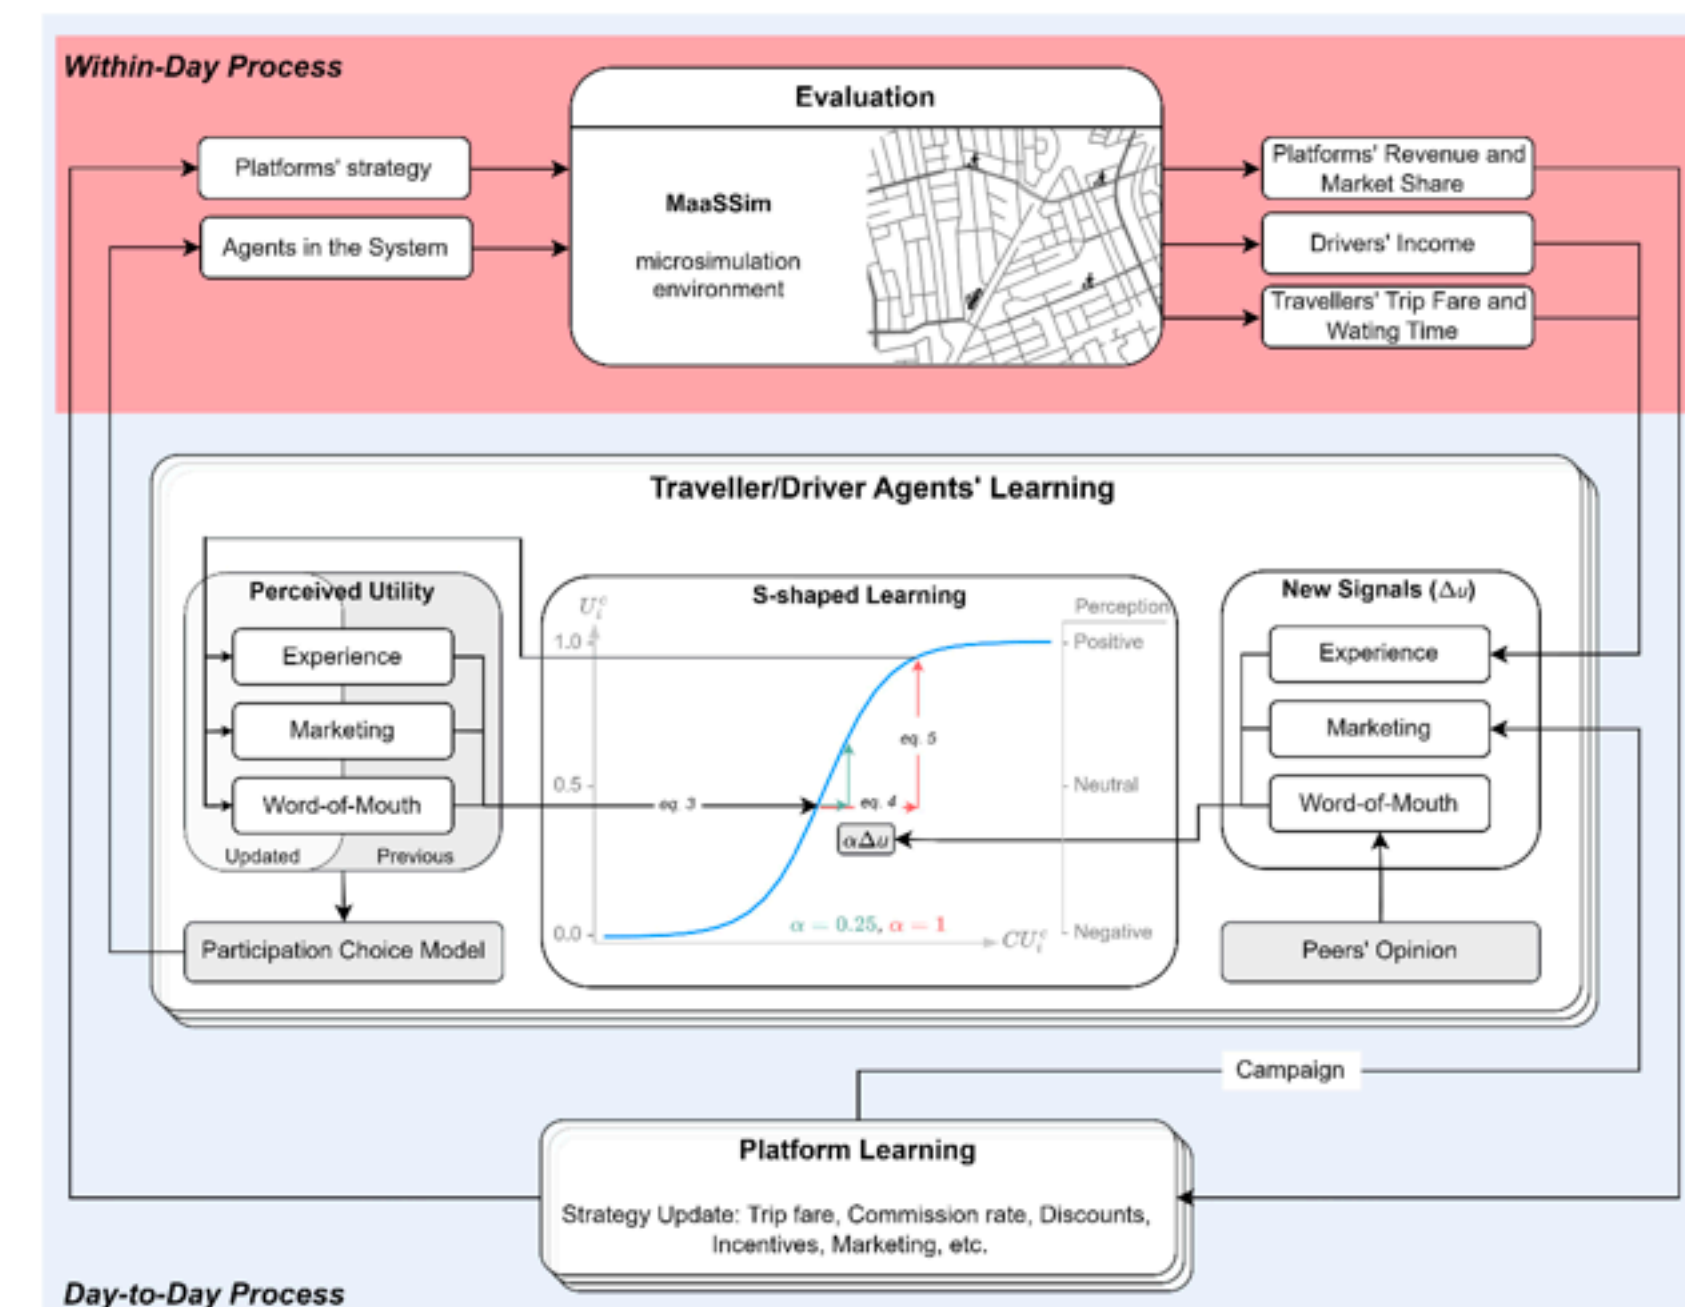 Within-Day Process
Evaluation
Platforms' strategy
Agents in the System
MaaSSim
microsimulation
environment
Platforms' Revenue and
Market Share
Drivers' Income
Travellers' Trip Fare and
Wating Time
Traveller/Driver Agents' Learning
Perceived Utility
Experience
Marketing
Word-of-Mouth
Updated
Previous
Participation Choice Model
S-shaped Learning
U_i^c
Perception
1.0
Positive
eq. 5
0.5
Neutral
eq. 3
eq. 4
αΔu
α = 0.25, α = 1
0.0
CU_i^c
Negative
New Signals (Δu)
Experience
Marketing
Word-of-Mouth
Peers' Opinion
Campaign
Platform Learning
Strategy Update: Trip fare, Commission rate, Discounts,
Incentives, Marketing, etc.
Day-to-Day Process